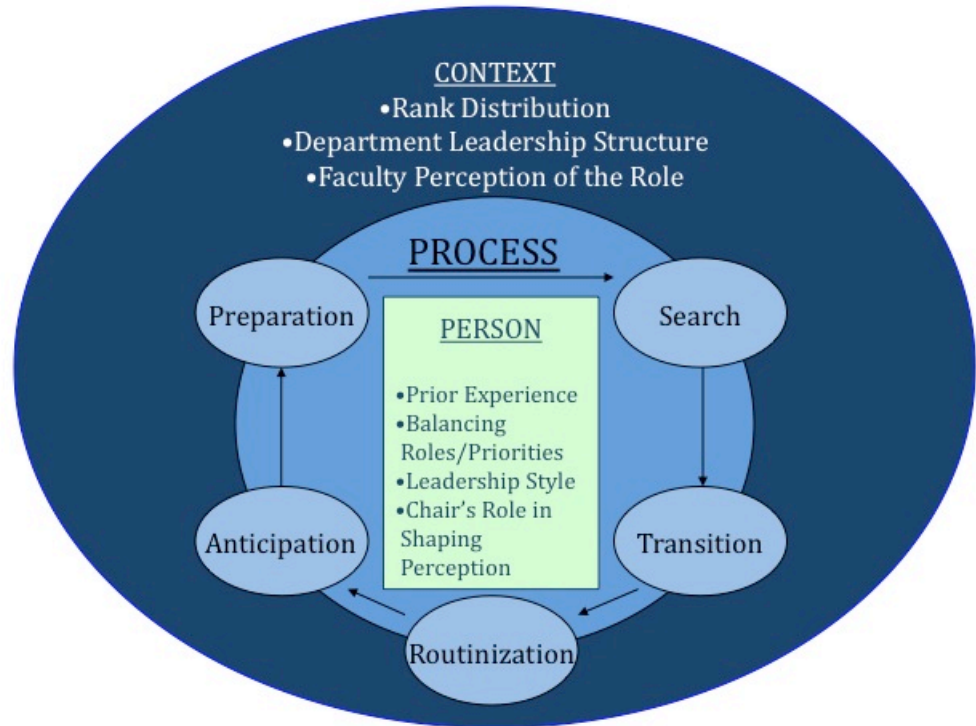 CONTEXT
•Rank Distribution
•Department Leadership Structure
•Faculty Perception of the Role
PROCESS
Preparation
Search
PERSON
•Prior Experience
•Balancing
Roles/Priorities
•Leadership Style
•Chair's Role in
Shaping
Perception
Anticipation
Transition
Routinization